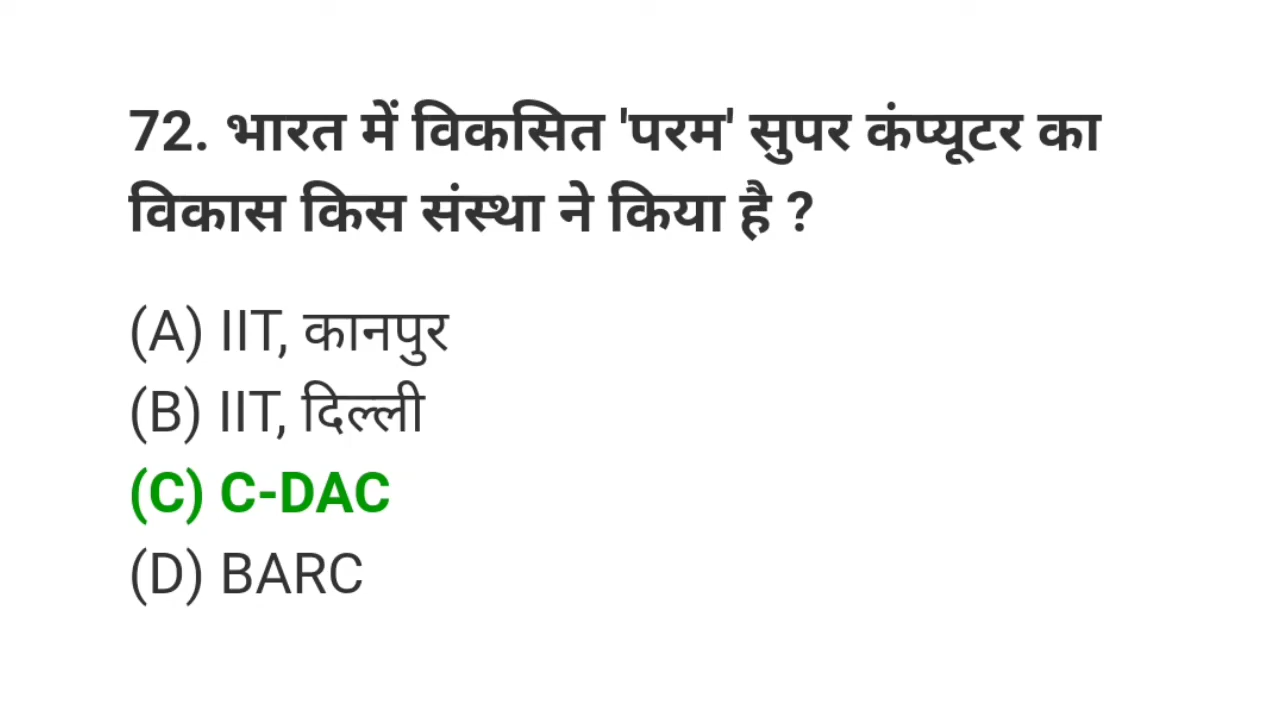 72. भारत में विकसित 'परम' सुपर कंप्यूटर का
विकास किस संस्था ने किया है ?
(A) IIT, कानपुर
(B) IIT, दिल्ली
(C) C-DAC
(D) BARC